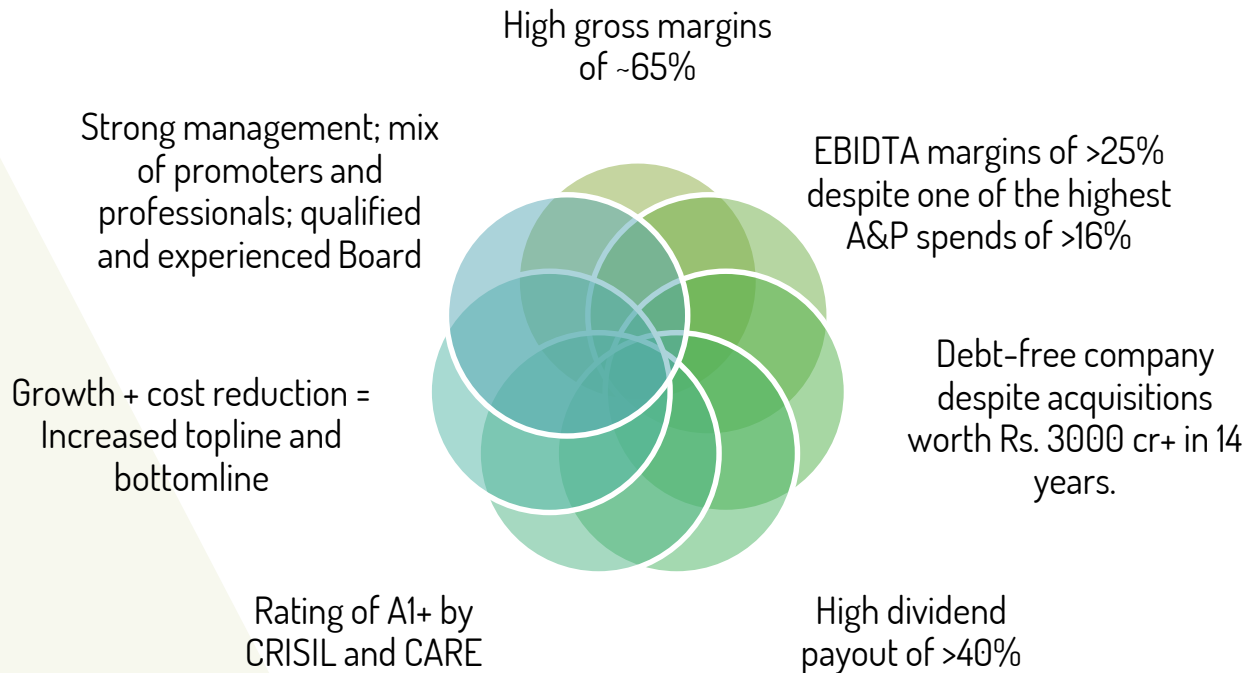 High gross margins
of ~65%
EBIDTA margins of >25%
despite one of the highest
A&P spends of >16%
Debt-free company
despite acquisitions
worth Rs. 3000 cr+ in 14
years.
High dividend
payout of >40%
Rating of A1+ by
CRISIL and CARE
Growth + cost reduction =
Increased topline and
bottomline
Strong management; mix
of promoters and
professionals; qualified
and experienced Board